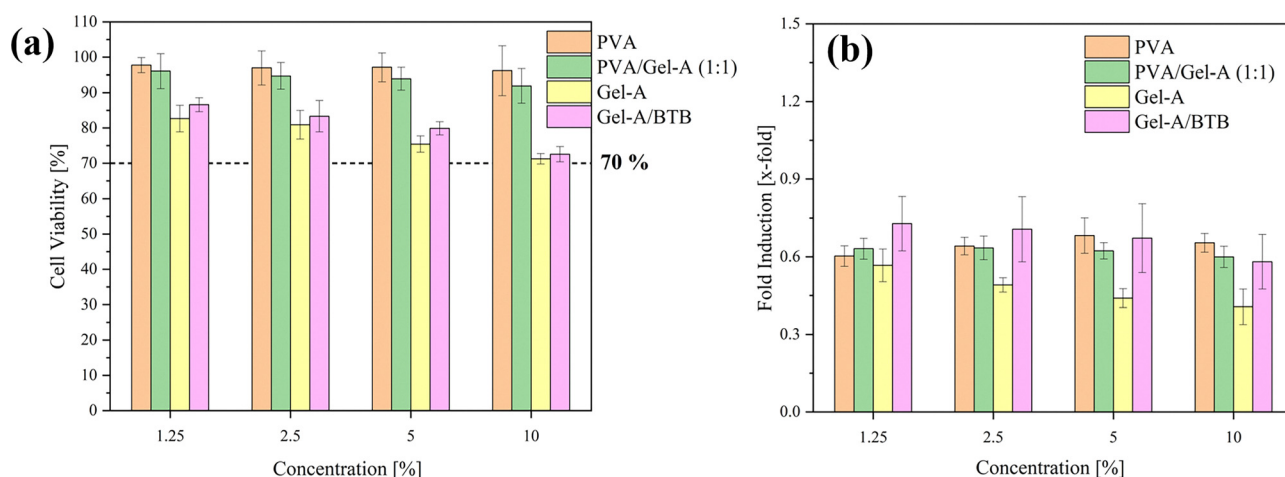 (a)
110
100
90
80
70
60
50
40
30
20
10
0
Cell Viability [%]
PVA
PVA/Gel-A (1:1)
Gel-A
Gel-A/BTB
70 %
1.25
2.5
5
10
Concentration [%]
(b)
1.5
1.2
0.9
0.6
0.3
0.0
Fold Induction [x-fold]
PVA
PVA/Gel-A (1:1)
Gel-A
Gel-A/BTB
1.25
2.5
5
10
Concentration [%]